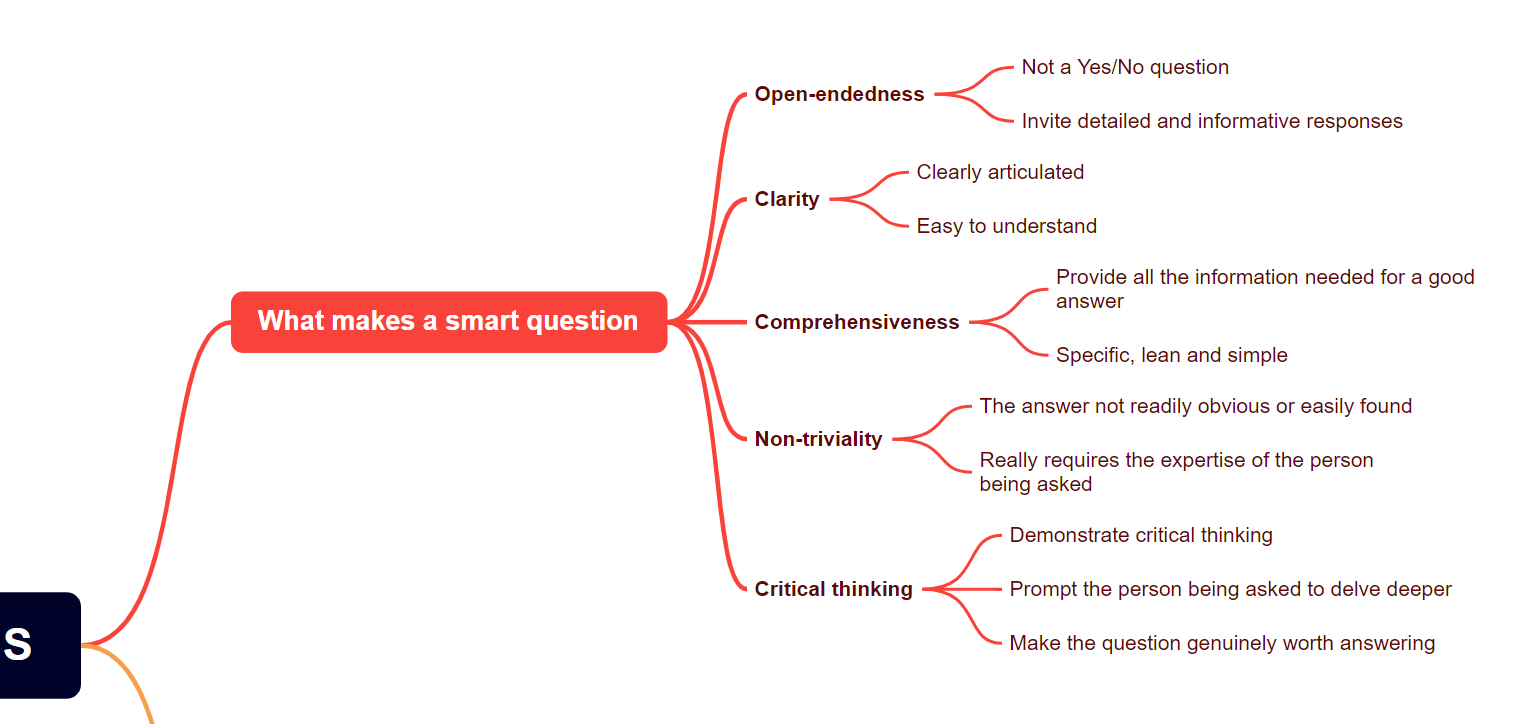 Not a Yes/No question
Open-endedness
Invite detailed and informative responses
Clearly articulated
Clarity
Easy to understand
Provide all the information needed for a good
answer
What makes a smart question
Comprehensiveness
Specific, lean and simple
The answer not readily obvious or easily found
Non-triviality
Really requires the expertise of the person
being asked
Demonstrate critical thinking
Critical thinking
Prompt the person being asked to delve deeper
Make the question genuinely worth answering
S